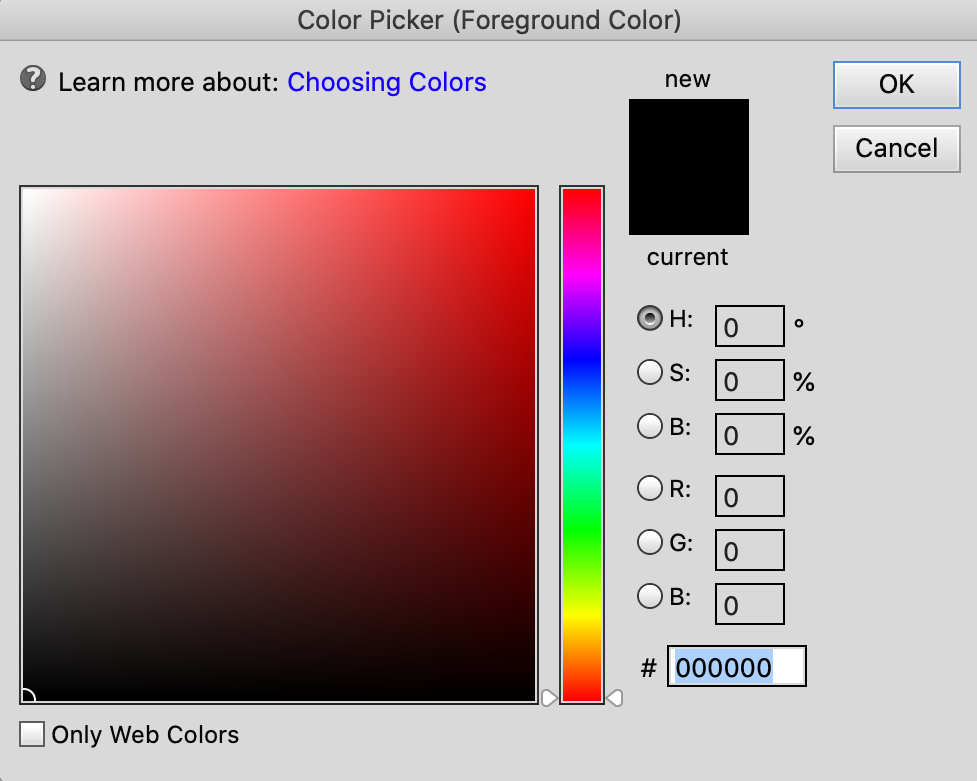 Color Picker (Foreground Color)
? Learn more about: Choosing Colors
new
OK
Cancel
current
H: 0 °
S: 0 %
B: 0 %
R: 0
G: 0
B: 0
# 000000
Only Web Colors